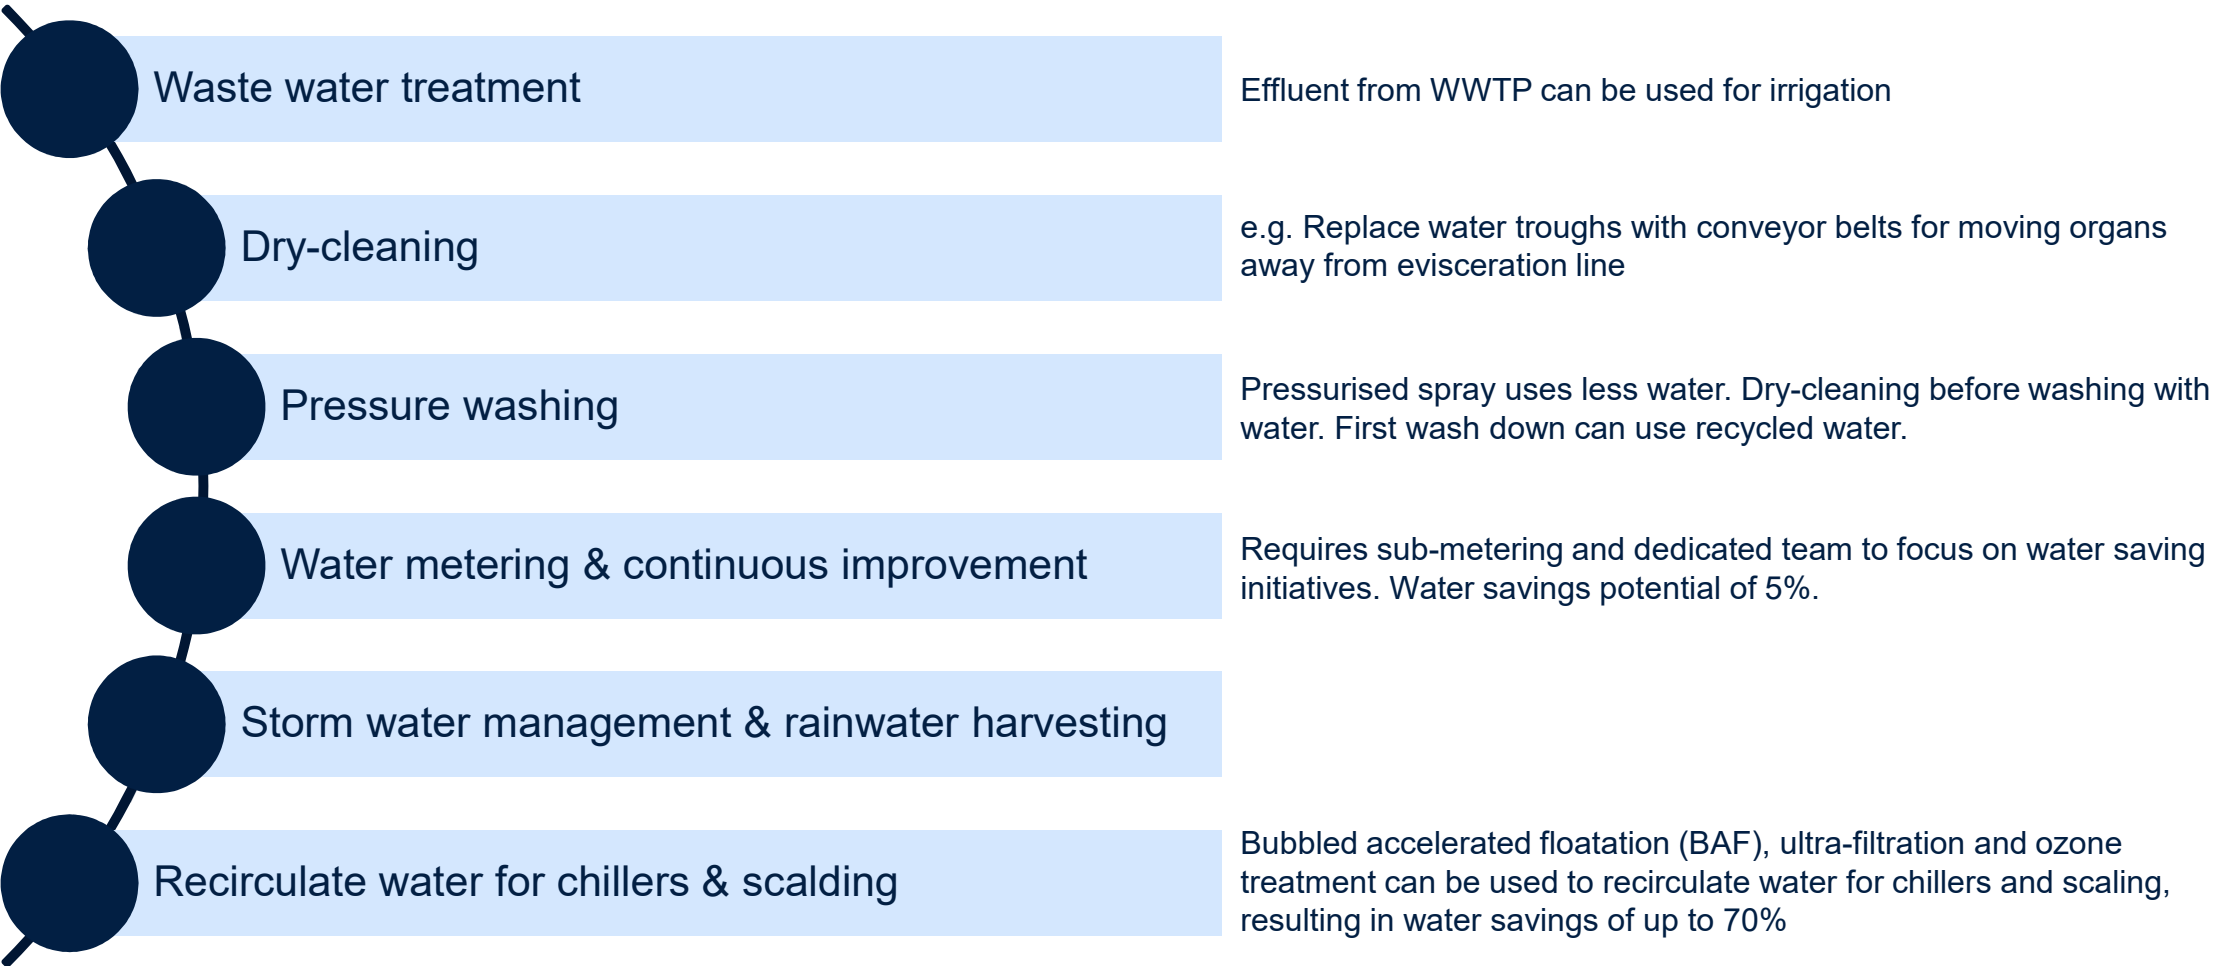 Waste water treatment
Effluent from WWTP can be used for irrigation
Dry-cleaning
e.g. Replace water troughs with conveyor belts for moving organs
away from evisceration line
Pressure washing
Pressurised spray uses less water. Dry-cleaning before washing with
water. First wash down can use recycled water.
Water metering & continuous improvement
Requires sub-metering and dedicated team to focus on water saving
initiatives. Water savings potential of 5%.
Storm water management & rainwater harvesting
Recirculate water for chillers & scalding
Bubbled accelerated floatation (BAF), ultra-filtration and ozone
treatment can be used to recirculate water for chillers and scaling,
resulting in water savings of up to 70%